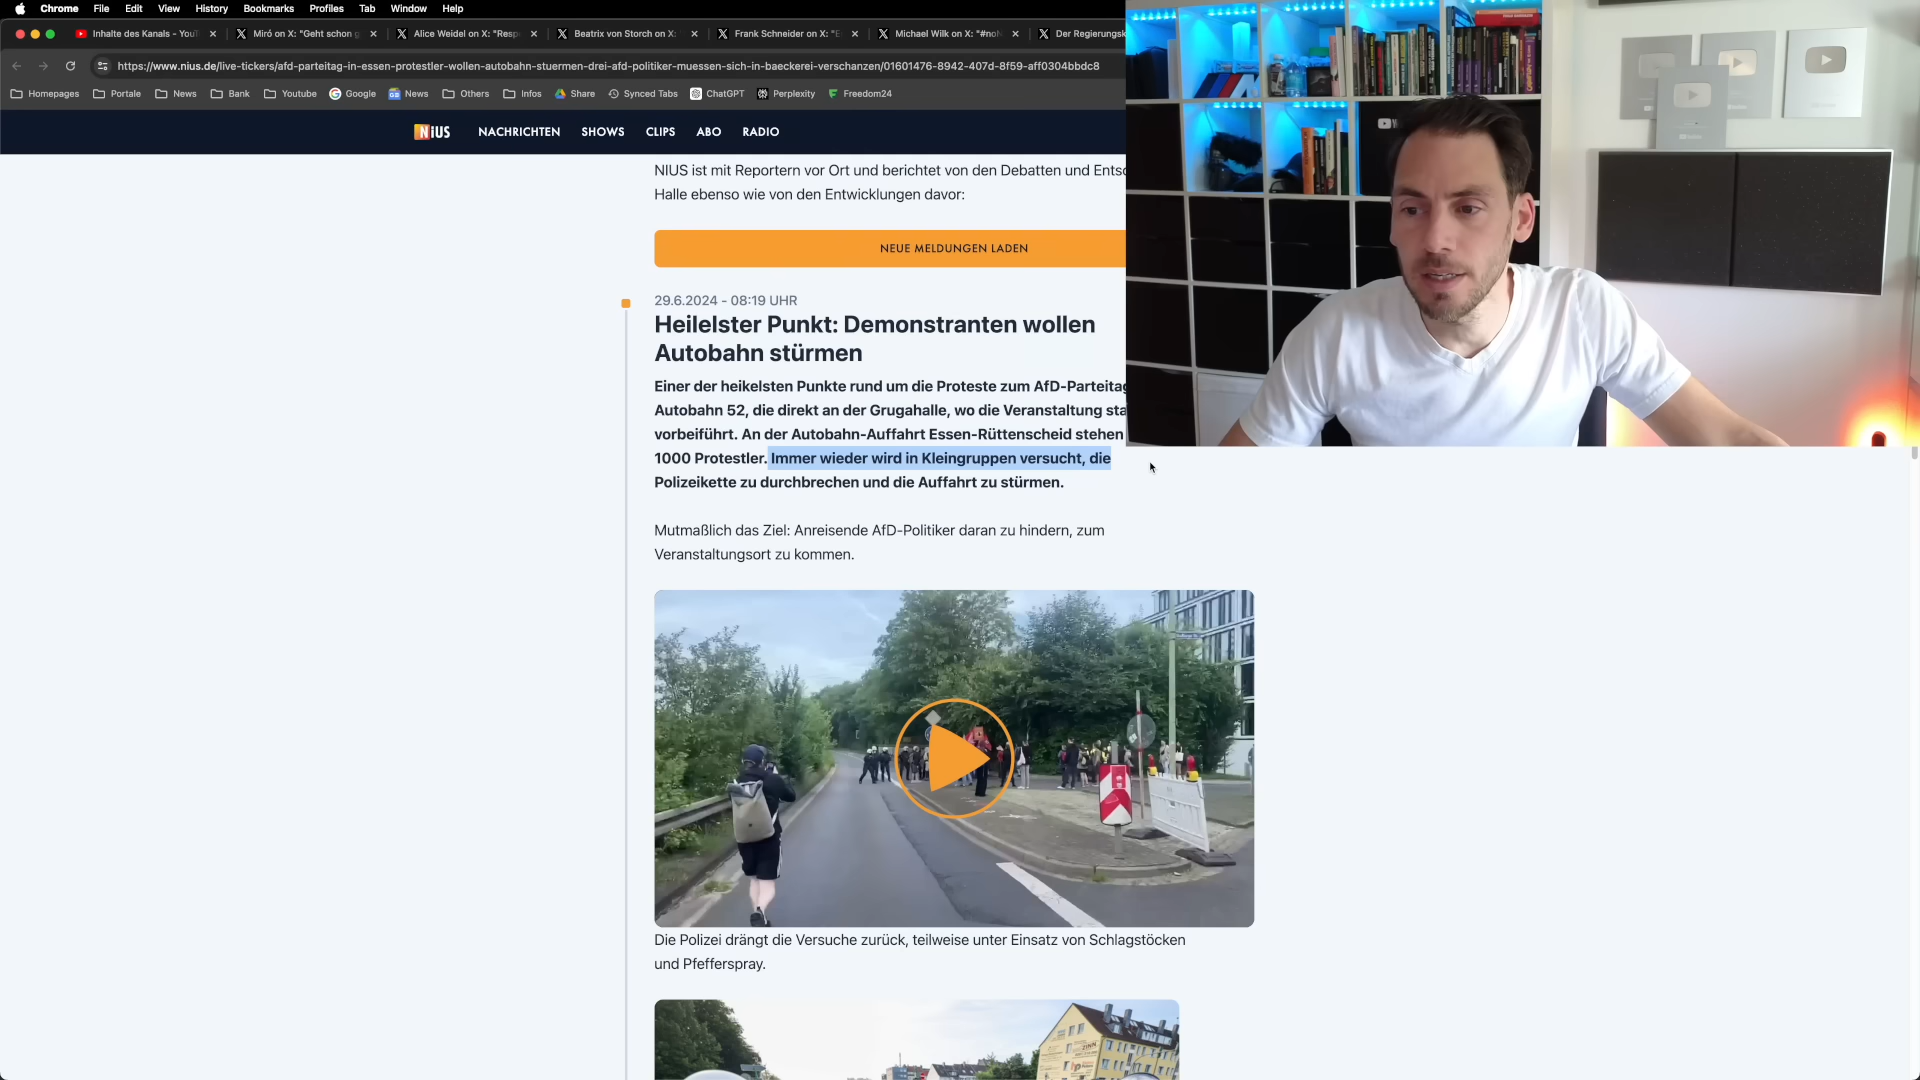 Chrome File Edit View History Bookmarks Profiles Tab Window Help
Inhalte des Kanals - YouT
Miró on X: "Geht schon g
Alice Weidel on X: "Resp
Beatrix von Storch on X:
Frank Schneider on X: "E
Michael Wilk on X: "#noN
Der Regierungsk
https://www.nius.de/live-tickers/afd-parteitag-in-essen-protestler-wollen-autobahn-stuermen-drei-afd-politiker-muessen-sich-in-baeckerei-verschanzen/01601476-8942-407d-8f59-aff0304bbdc8
Homepages Portale News Bank Youtube Google News Others Infos Share Synced Tabs ChatGPT Perplexity Freedom24
NiUS NACHRICHTEN SHOWS CLIPS ABO RADIO
NIUS ist mit Reportern vor Ort und berichtet von den Debatten und Entsc
Halle ebenso wie von den Entwicklungen davor:
NEUE MELDUNGEN LADEN
29.6.2024 - 08:19 UHR
Heilelster Punkt: Demonstranten wollen
Autobahn stürmen
Einer der heikelsten Punkte rund um die Proteste zum AfD-Parteitag
Autobahn 52, die direkt an der Grugahalle, wo die Veranstaltung sta
vorbeiführt. An der Autobahn-Auffahrt Essen-Rüttenscheid stehen
1000 Protestler. Immer wieder wird in Kleingruppen versucht, die
Polizeikette zu durchbrechen und die Auffahrt zu stürmen.
Mutmaßlich das Ziel: Anreisende AfD-Politiker daran zu hindern, zum
Veranstaltungsort zu kommen.
Die Polizei drängt die Versuche zurück, teilweise unter Einsatz von Schlagstöcken
und Pfefferspray.